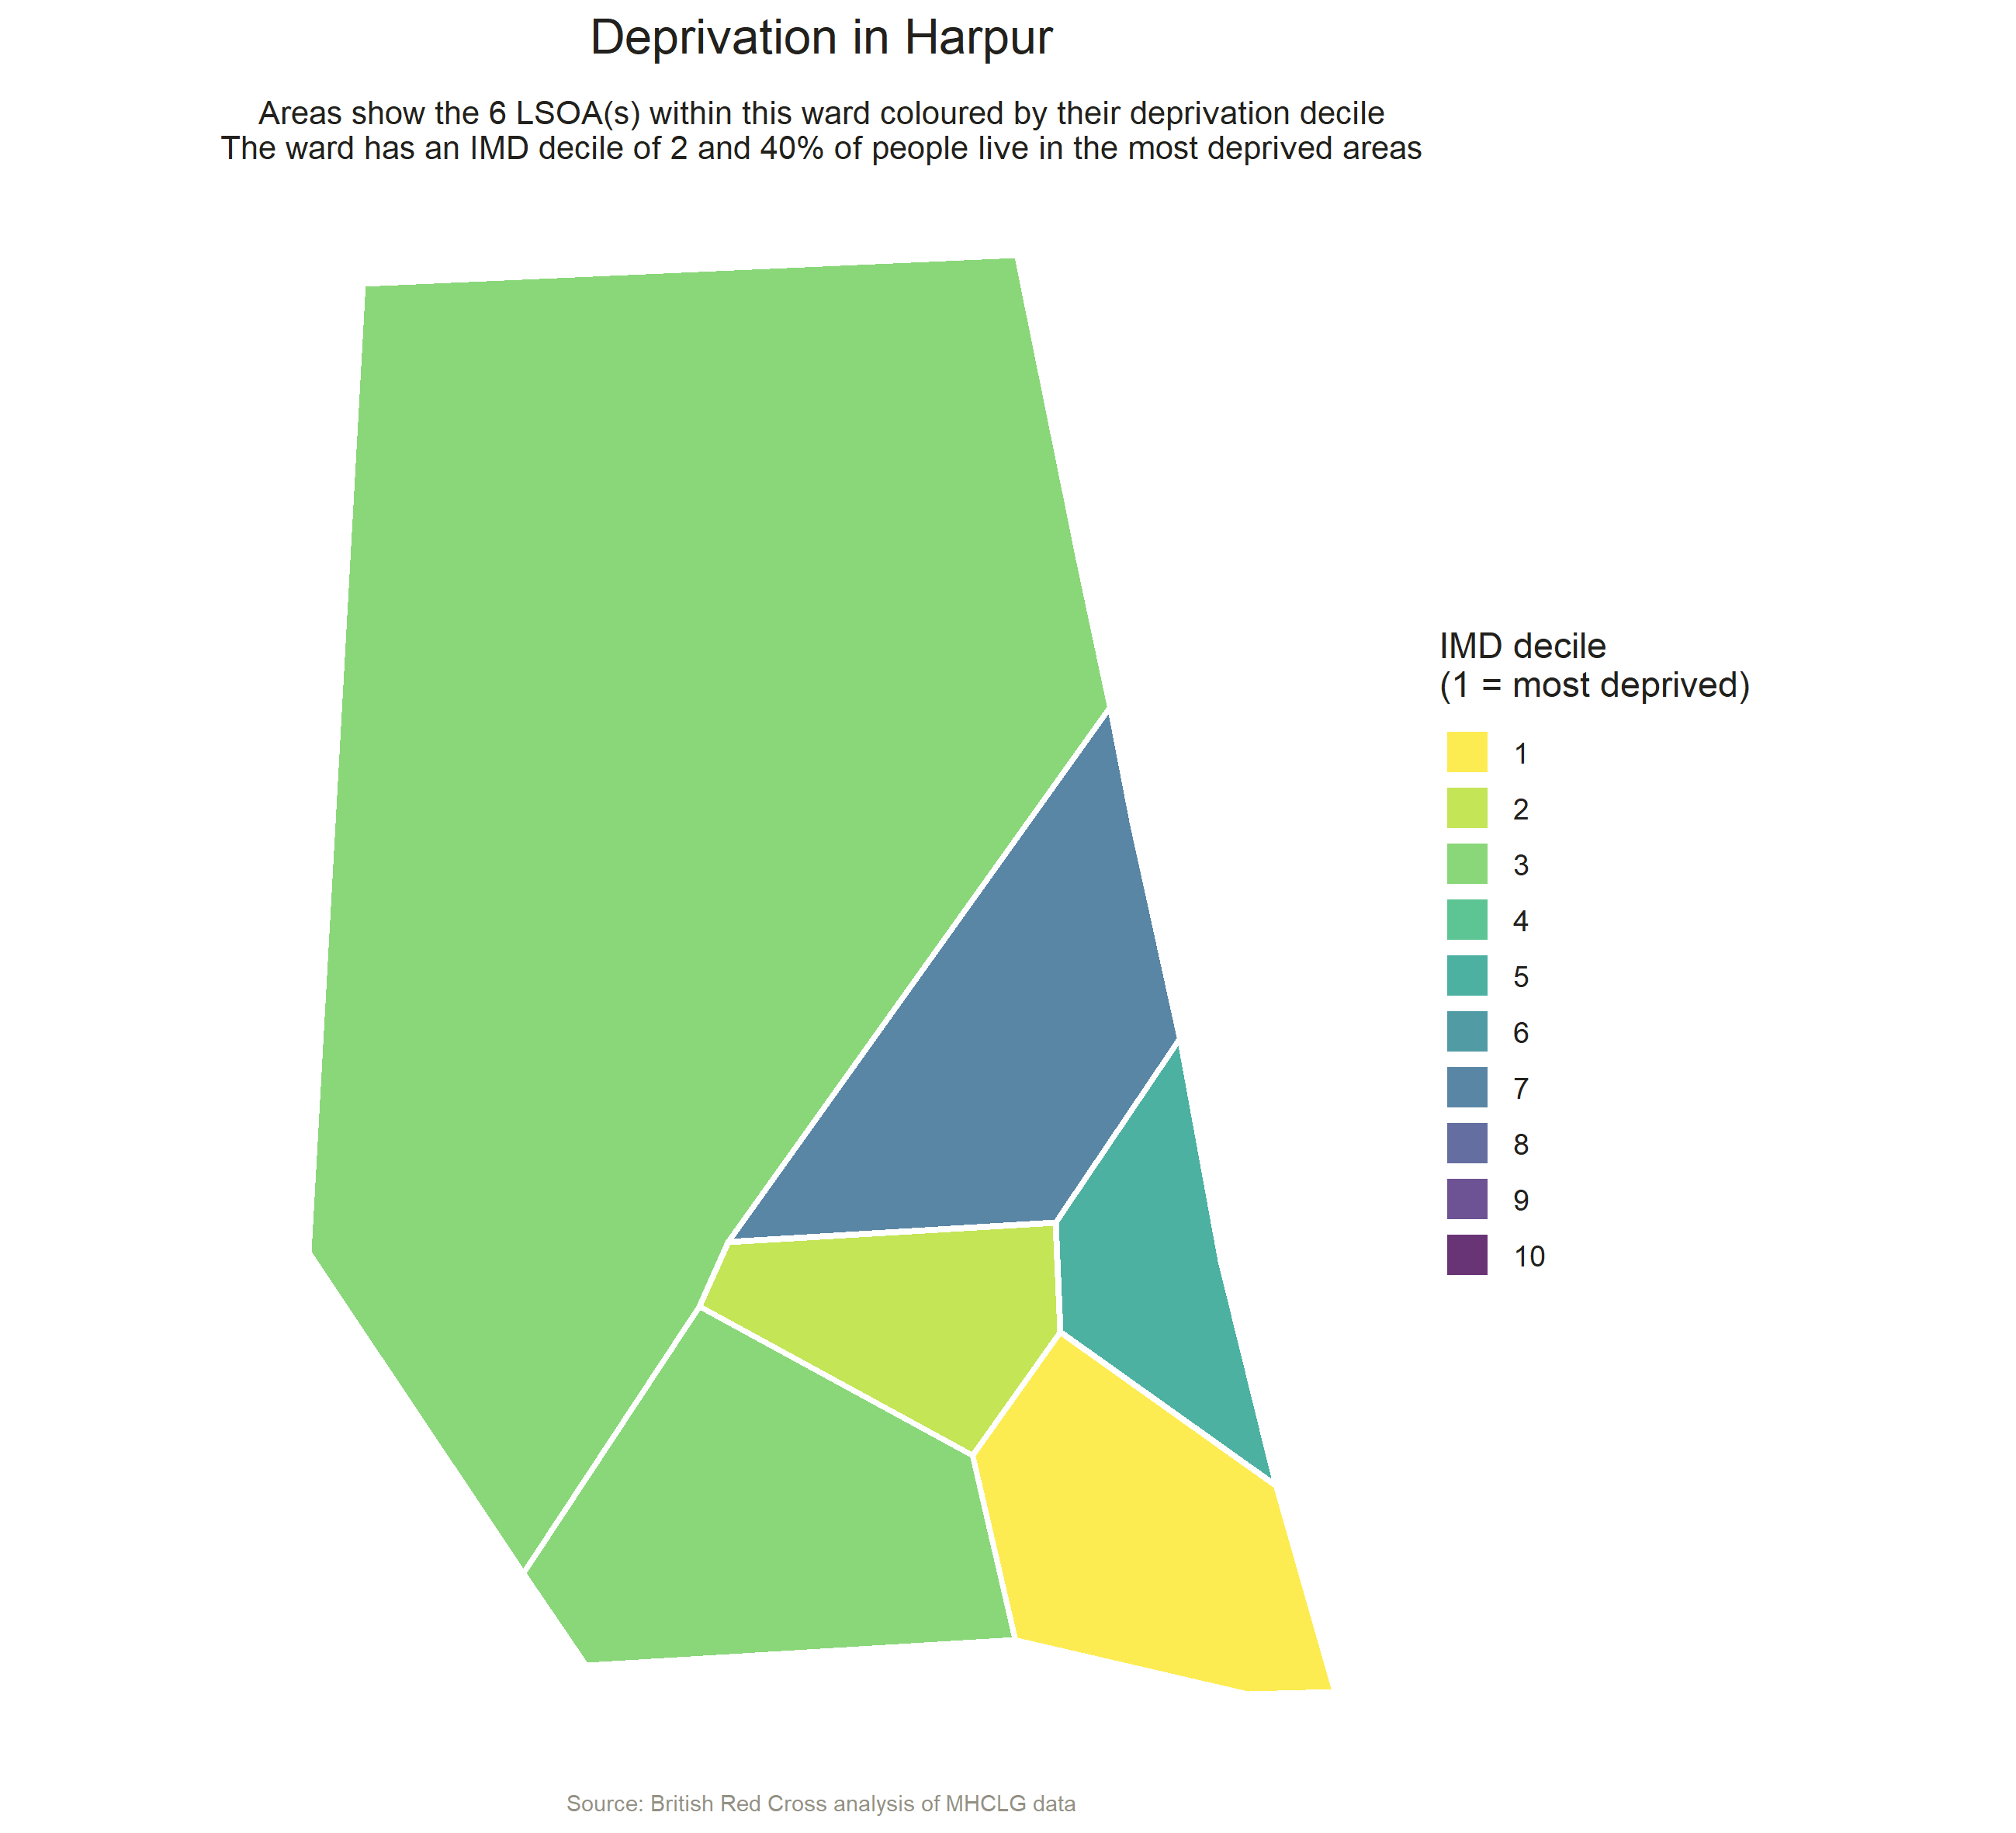 Deprivation in Harpur
Areas show the 6 LSOA(s) within this ward coloured by their deprivation decile
The ward has an IMD decile of 2 and 40% of people live in the most deprived areas
IMD decile
(1 = most deprived)
1
2
3
4
5
6
7
8
9
10
Source: British Red Cross analysis of MHCLG data